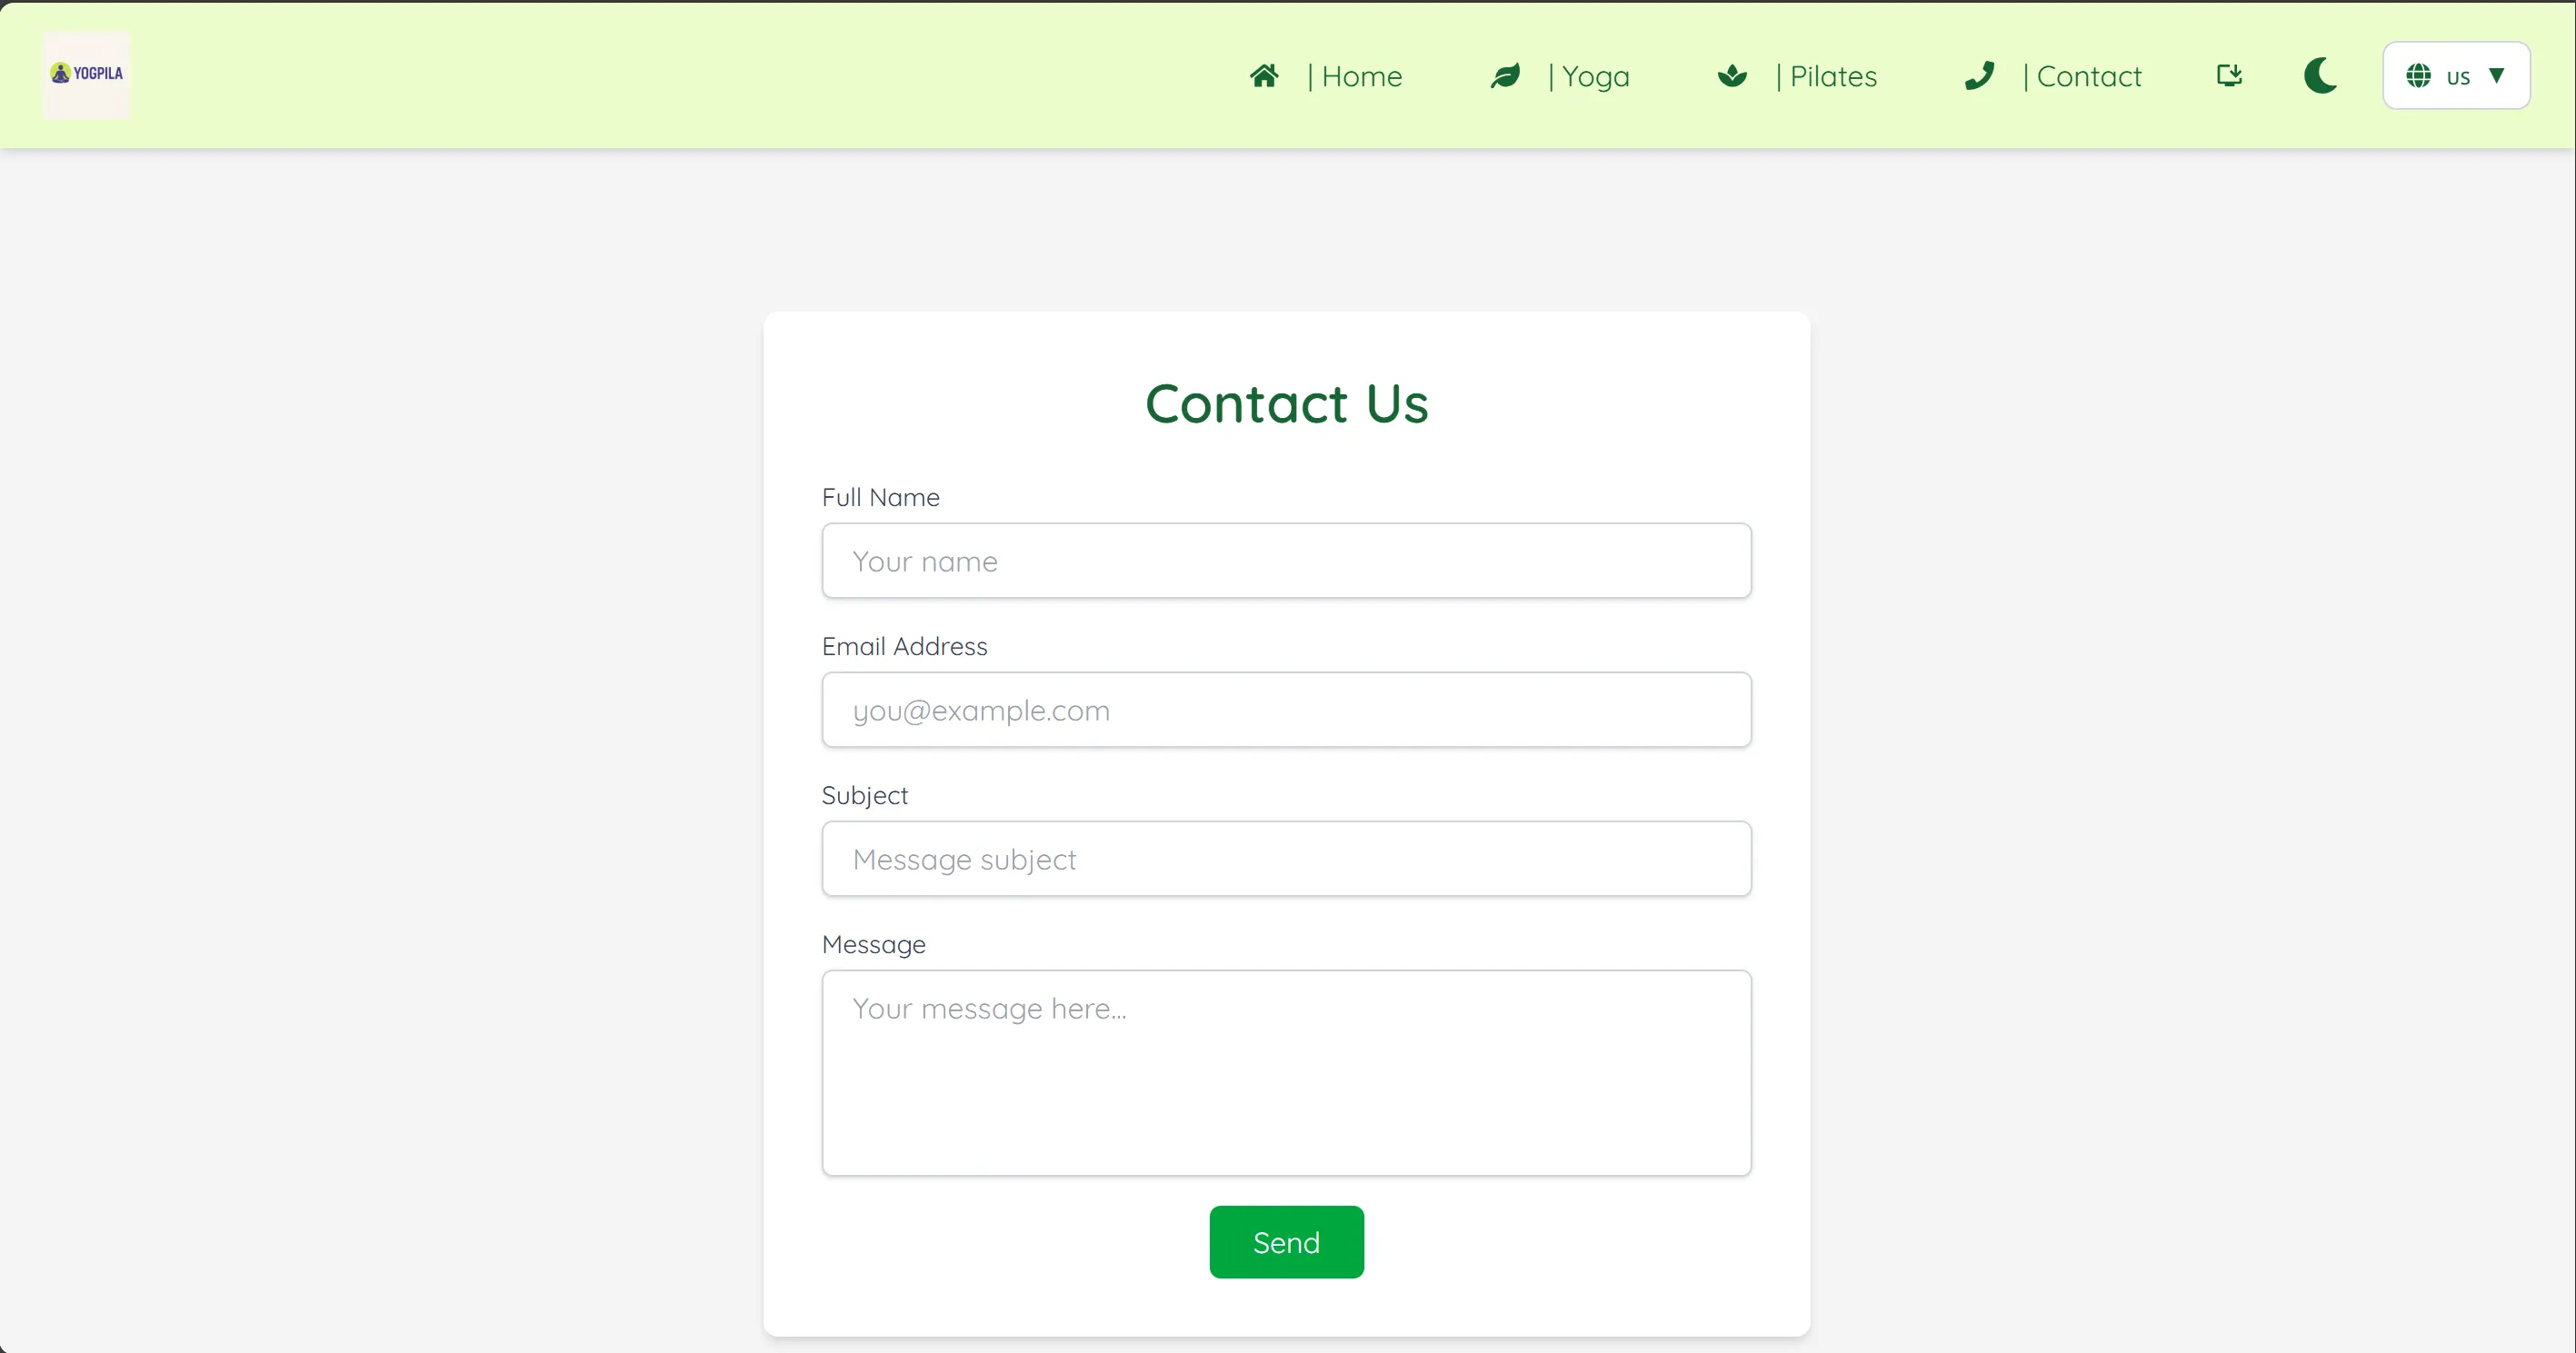 YOGPILA
| Home
| Yoga
| Pilates
| Contact
us ▼
Contact Us
Full Name
Your name
Email Address
you@example.com
Subject
Message subject
Message
Your message here...
Send